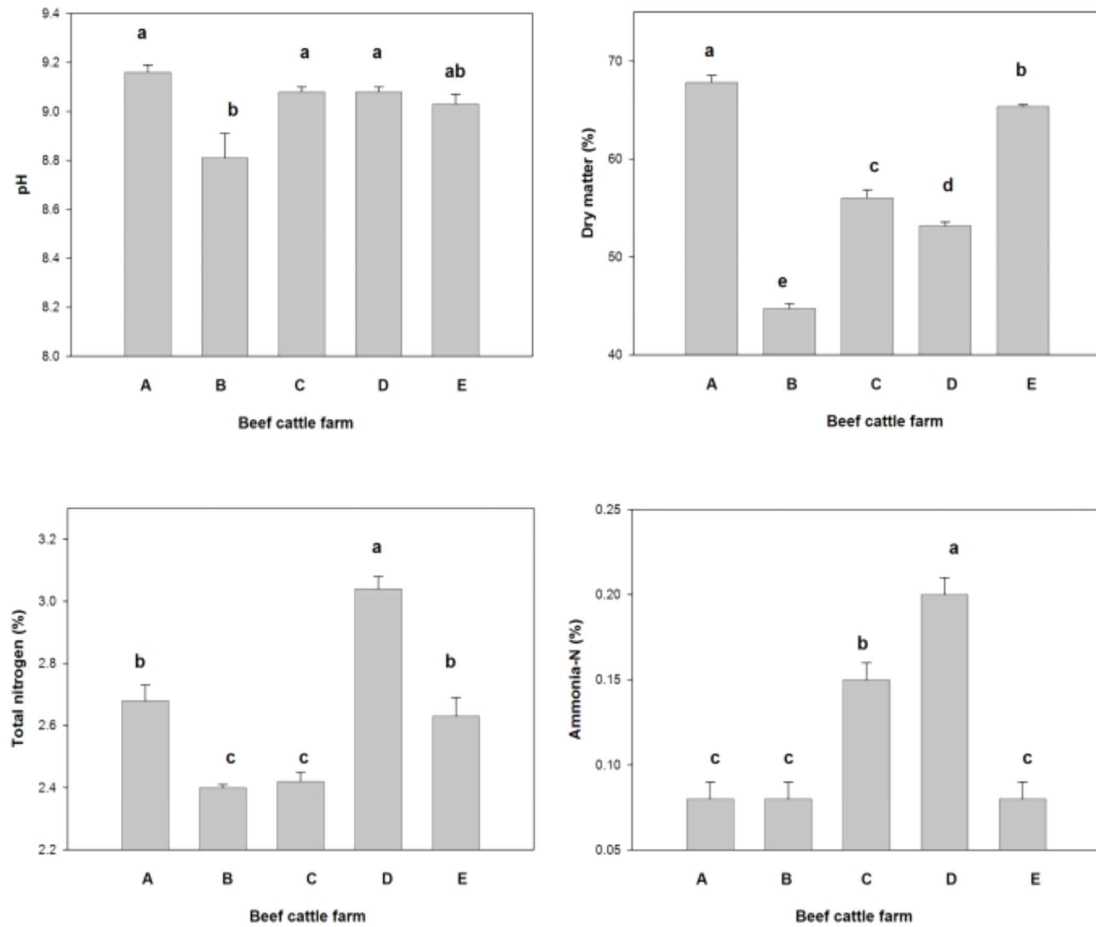 9.4
9.2
9.0
8.8
8.6
8.4
8.2
8.0
pH
a
b
a
a
ab
A B C D E
Beef cattle farm
70
60
50
40
Dry matter (%)
a
e
c
d
b
A B C D E
Beef cattle farm
3.2
3.0
2.8
2.6
2.4
2.2
Total nitrogen (%)
b
c
c
a
b
A B C D E
Beef cattle farm
0.25
0.20
0.15
0.10
0.05
Ammonia-N (%)
c
c
b
a
c
A B C D E
Beef cattle farm